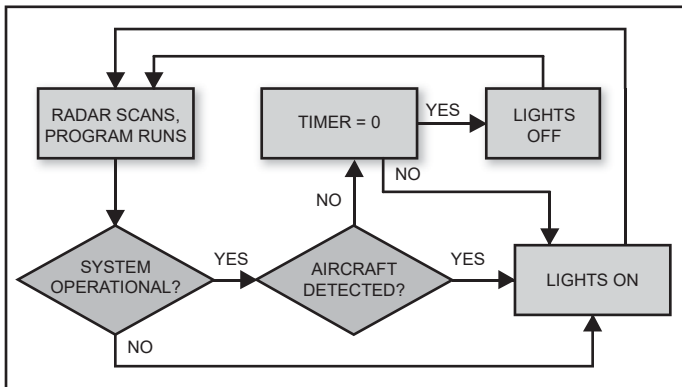 RADAR SCANS,
PROGRAM RUNS
TIMER = 0
YES
LIGHTS
OFF
NO
NO
SYSTEM
OPERATIONAL?
YES
AIRCRAFT
DETECTED?
YES
LIGHTS ON
NO